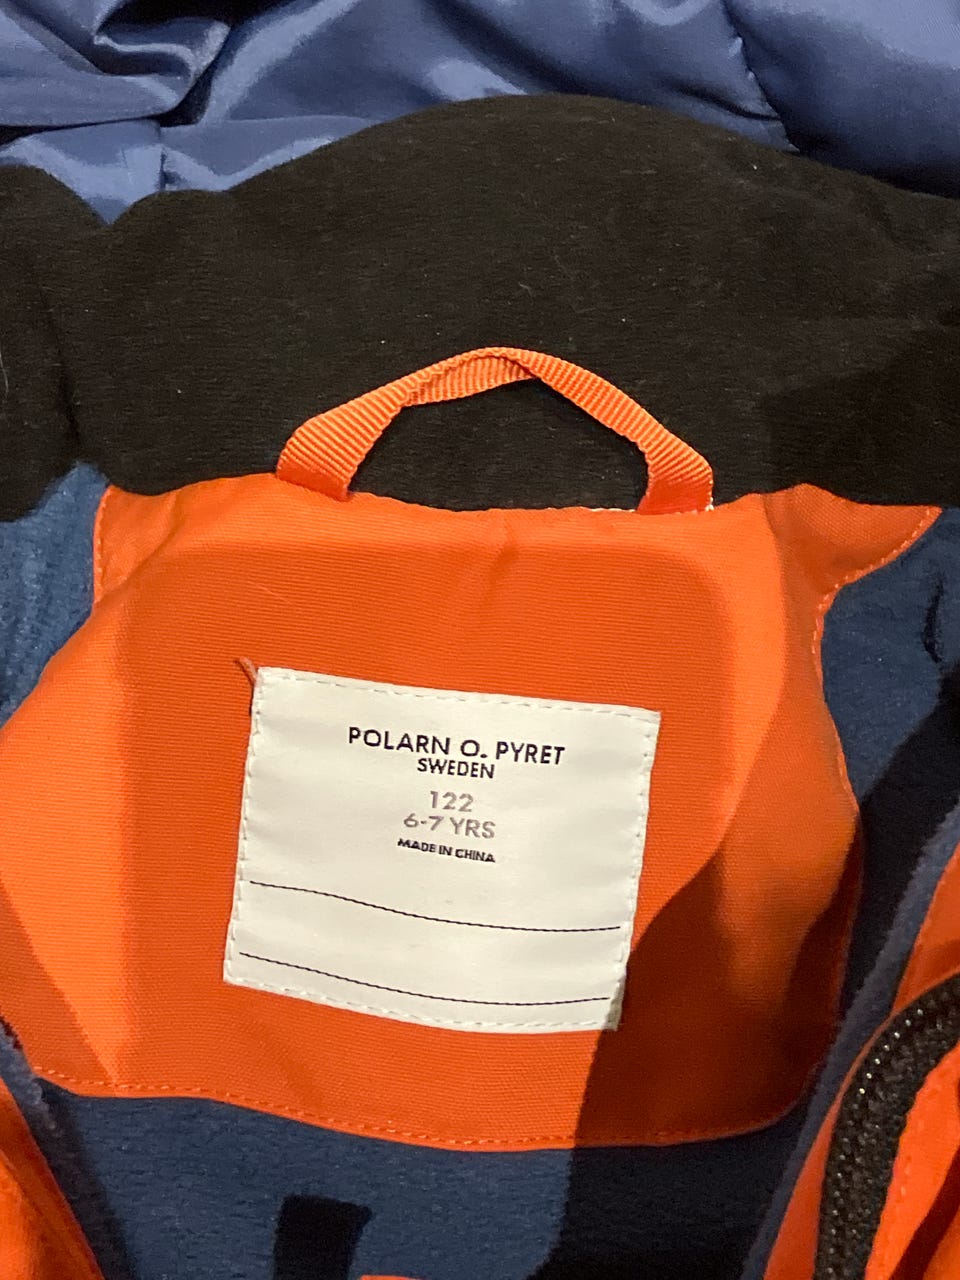 POLARN O. PYRET
SWEDEN
122
6-7 YRS
MADE IN CHINA